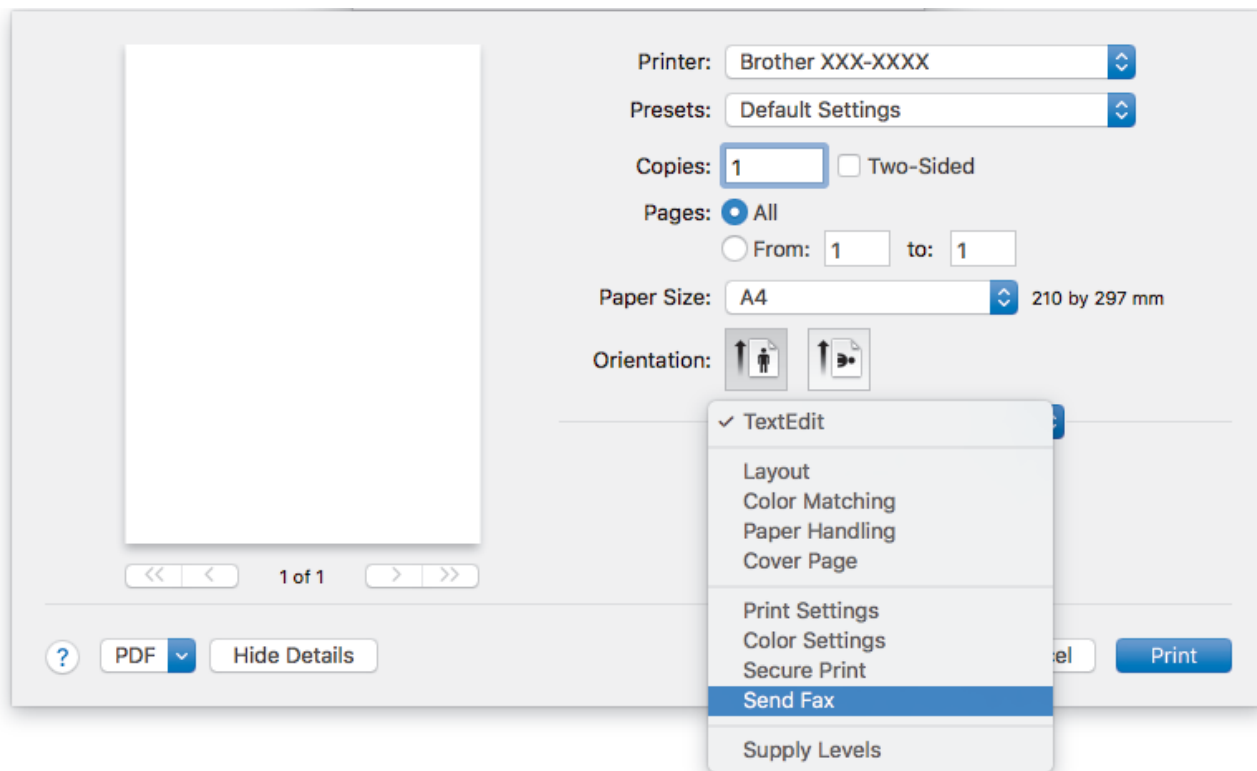 Printer: Brother XXX-XXXX
Presets: Default Settings
Copies: 1 Two-Sided
Pages: All
From: 1 to: 1
Paper Size: A4 210 by 297 mm
Orientation:
✓ TextEdit
Layout
Color Matching
Paper Handling
Cover Page
<< < 1 of 1 > >>
Print Settings
Color Settings
? PDF Hide Details Print
Secure Print
Send Fax
Supply Levels